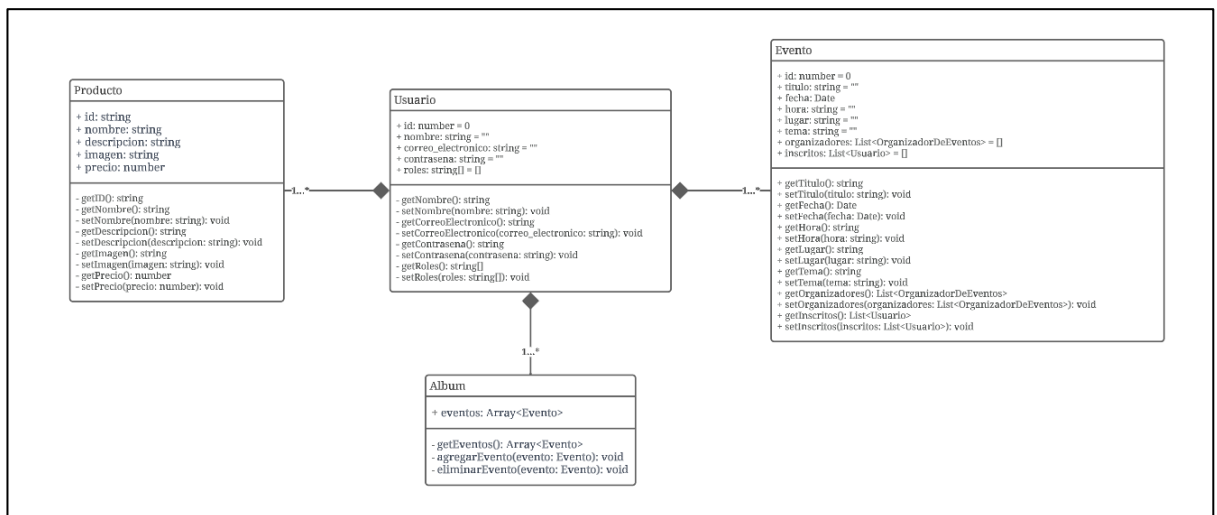 Producto
+ id: string
+ nombre: string
+ descripcion: string
+ imagen: string
+ precio: number
- getID(): string
- getNombre(): string
- setNombre(nombre: string): void
- getDescripcion(): string
- setDescripcion(descripcion: string): void
- getImagen(): string
- setImagen(imagen: string): void
- getPrecio(): number
- setPrecio(precio: number): void
1...*
Usuario
+ id: number = 0
+ nombre: string = ""
+ correo_electronico: string = ""
+ contrasena: string = ""
+ roles: string[] = []
- getNombre(): string
- setNombre(nombre: string): void
- getCorreoElectronico(): string
- setCorreoElectronico(correo_electronico: string): void
- getContrasena(): string
- setContrasena(contrasena: string): void
- getRoles(): string[]
- setRoles(roles: string[]): void
1...*
Evento
+ id: number = 0
+ titulo: string = ""
+ fecha: Date
+ hora: string = ""
+ lugar: string = ""
+ tema: string = ""
+ organizadores: List<OrganizadorDeEventos> = []
+ inscritos: List<Usuario> = []
+ getTitulo(): string
+ setTitulo(titulo: string): void
+ getFecha(): Date
+ setFecha(fecha: Date): void
+ getHora(): string
+ setHora(hora: string): void
+ getLugar(): string
+ setLugar(lugar: string): void
+ getTema(): string
+ setTema(tema: string): void
+ getOrganizadores(): List<OrganizadorDeEventos>
+ setOrganizadores(organizadores: List<OrganizadorDeEventos>): void
+ getInscritos(): List<Usuario>
+ setInscritos(inscritos: List<Usuario>): void
1...*
Album
+ eventos: Array<Evento>
- getEventos(): Array<Evento>
- agregarEvento(evento: Evento): void
- eliminarEvento(evento: Evento): void